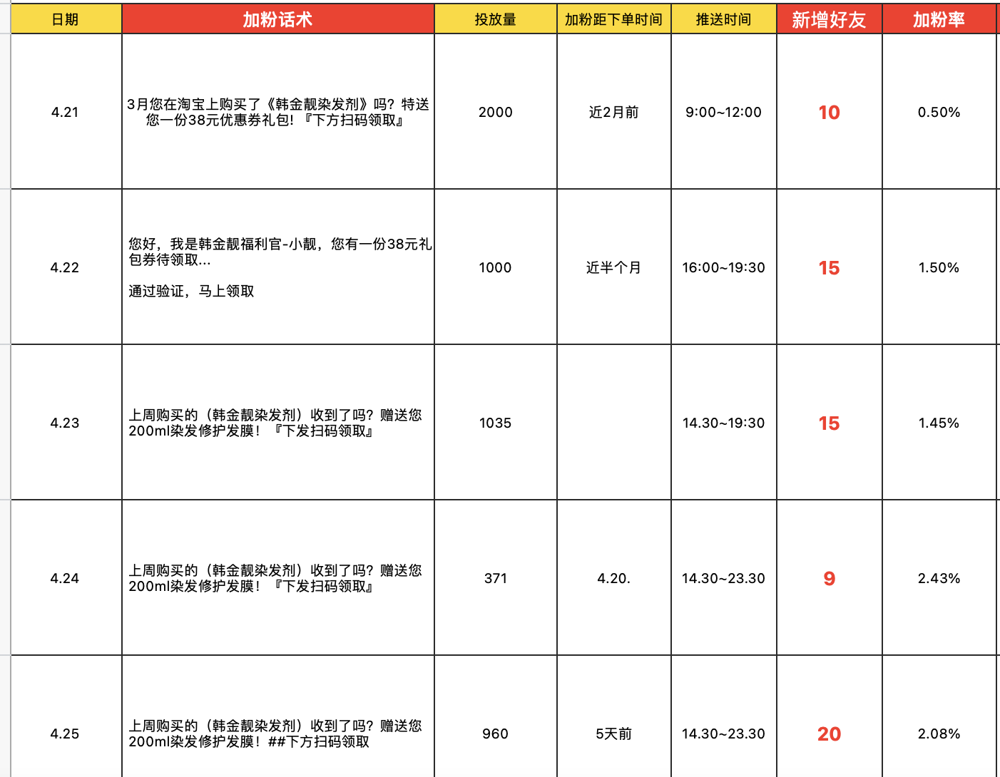 日期 加粉话术 投放量 加粉距下单时间 推送时间 新增好友 加粉率
4.21
3月您在淘宝上购买了《韩金靓染发剂》吗？特送
您一份38元优惠券礼包!『下方扫码领取』
2000
近2月前
9:00~12:00
10
0.50%
4.22
您好，我是韩金靓福利官-小靓，您有一份38元礼
包券待领取...
通过验证，马上领取
1000
近半个月
16:00~19:30
15
1.50%
4.23
上周购买的（韩金靓染发剂）收到了吗？赠送您
200ml染发修护发膜！『下发扫码领取』
1035
14.30~19:30
15
1.45%
4.24
上周购买的（韩金靓染发剂）收到了吗？赠送您
200ml染发修护发膜！『下发扫码领取』
371
4.20.
14.30~23.30
9
2.43%
4.25
上周购买的（韩金靓染发剂）收到了吗？赠送您
200ml染发修护发膜！##下方扫码领取
960
5天前
14.30~23.30
20
2.08%